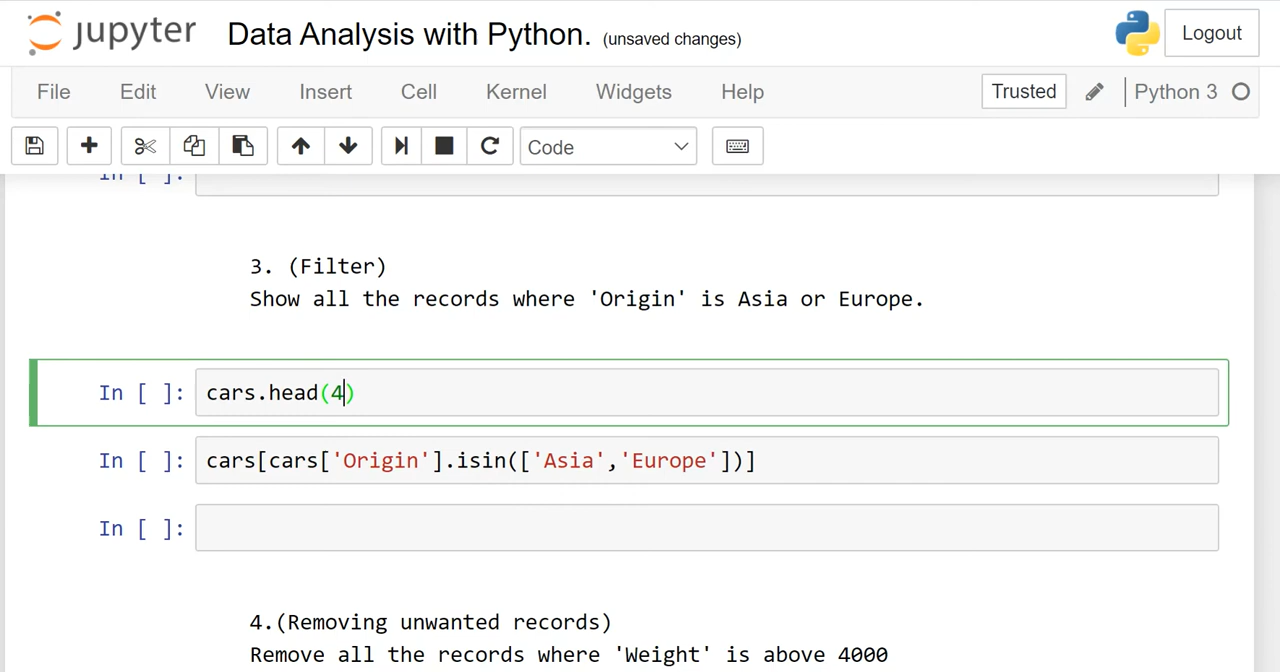 jupyter Data Analysis with Python. (unsaved changes) Logout
File Edit View Insert Cell Kernel Widgets Help Trusted Python 3
Code
In [ ]:
3. (Filter)
Show all the records where 'Origin' is Asia or Europe.
In [ ]: cars.head(4)
In [ ]: cars[cars['Origin'].isin(['Asia','Europe'])]
In [ ]:
4.(Removing unwanted records)
Remove all the records where 'Weight' is above 4000